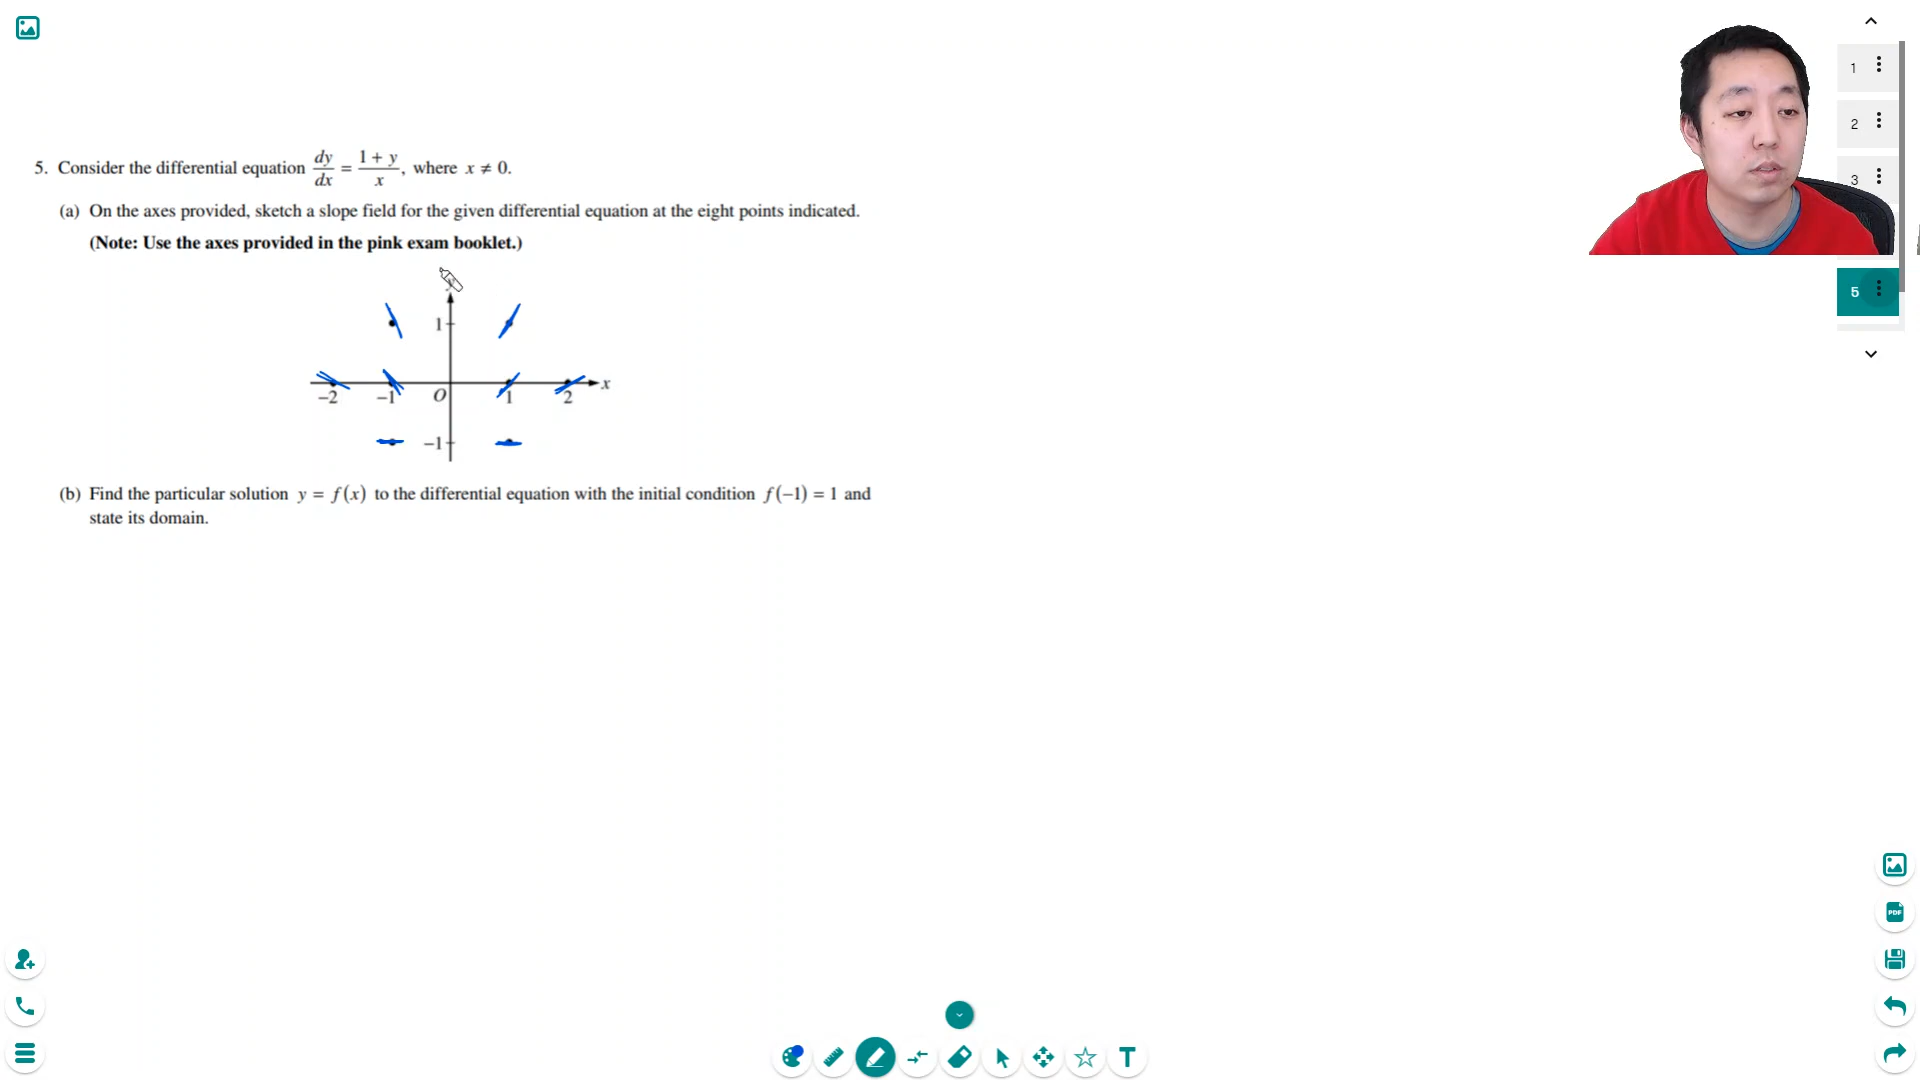 5. Consider the differential equation dy/dx = (1 + y)/x, where x ≠ 0.
(a) On the axes provided, sketch a slope field for the given differential equation at the eight points indicated.
(Note: Use the axes provided in the pink exam booklet.)
y
1
-2 -1 O 1 2 x
-1
(b) Find the particular solution y = f(x) to the differential equation with the initial condition f(−1) = 1 and
state its domain.
1
2
3
5
PDF
T